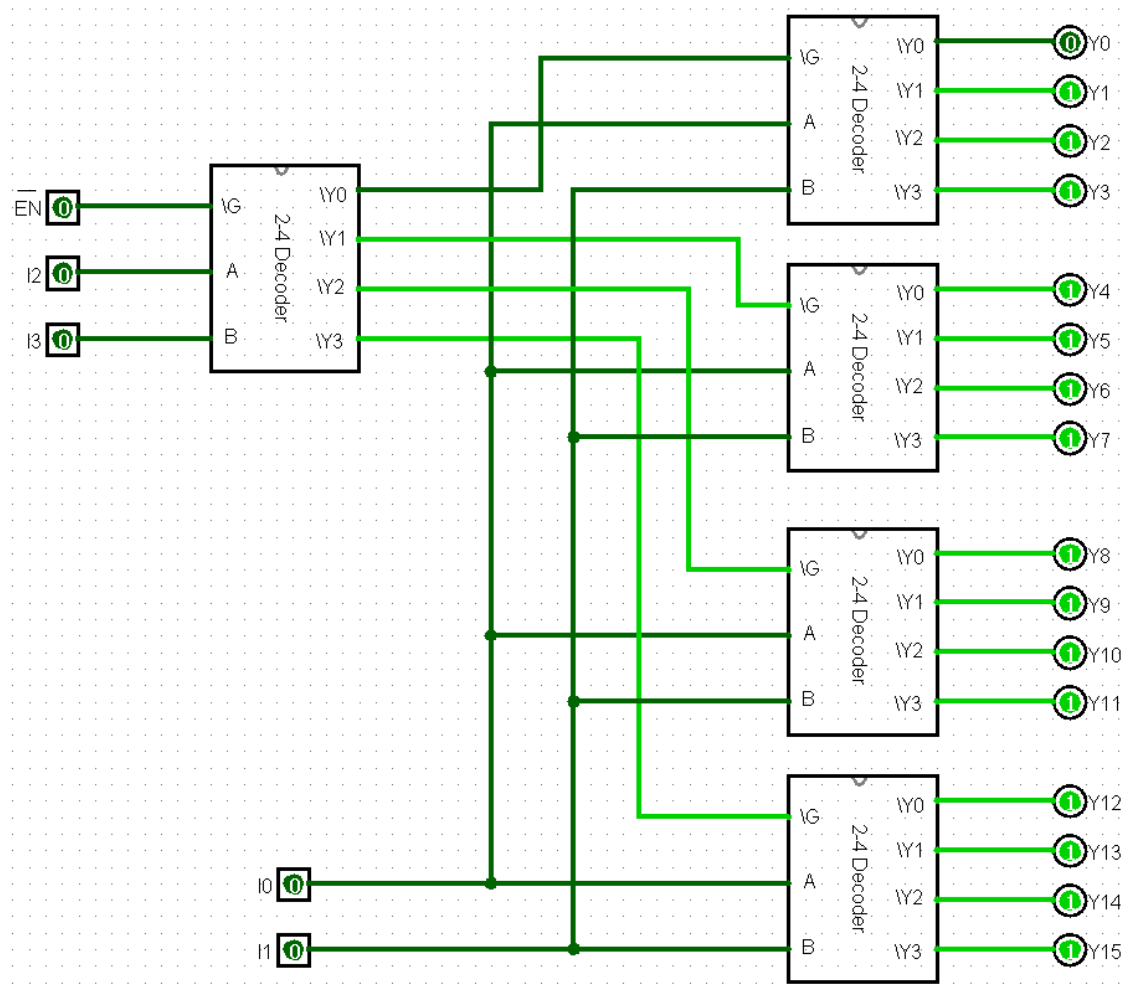 EN 0
I2 0
I3 0
\G
A
B
2-4 Decoder
\Y0
\Y1
\Y2
\Y3
I0 0
I1 0
\G
A
B
2-4 Decoder
\Y0 0 Y0
\Y1 1 Y1
\Y2 1 Y2
\Y3 1 Y3
\G
A
B
2-4 Decoder
\Y0 1 Y4
\Y1 1 Y5
\Y2 1 Y6
\Y3 1 Y7
\G
A
B
2-4 Decoder
\Y0 1 Y8
\Y1 1 Y9
\Y2 1 Y10
\Y3 1 Y11
\G
A
B
2-4 Decoder
\Y0 1 Y12
\Y1 1 Y13
\Y2 1 Y14
\Y3 1 Y15